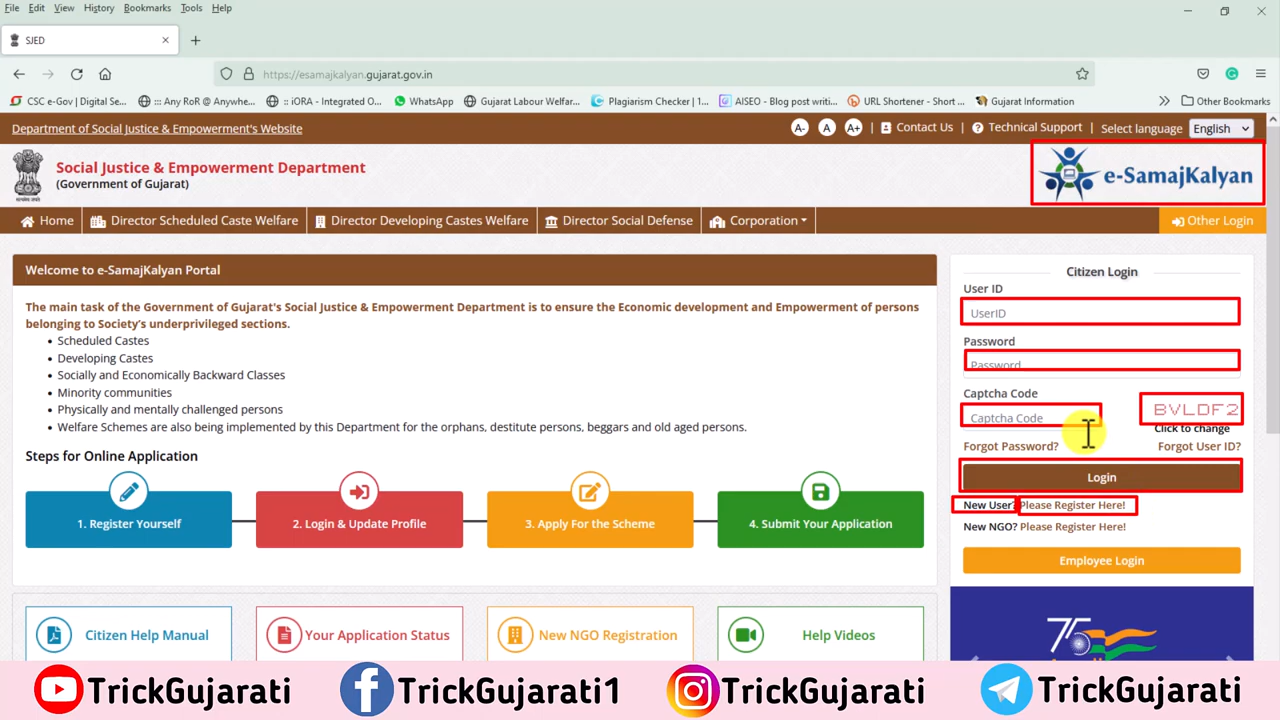 File Edit View History Bookmarks Tools Help
SJED
https://esamajkalyan.gujarat.gov.in
CSC e-Gov | Digital Se... ::: Any RoR @ Anywhe... :: iORA - Integrated O... WhatsApp Gujarat Labour Welfar... Plagiarism Checker | 1... AISEO - Blog post writi... URL Shortener - Short ... Gujarat Information Other Bookmarks
Department of Social Justice & Empowerment's Website
A- A A+ | Contact Us | Technical Support | Select language English
Social Justice & Empowerment Department
(Government of Gujarat)
e-SamajKalyan
Home Director Scheduled Caste Welfare Director Developing Castes Welfare Director Social Defense Corporation Other Login
Welcome to e-SamajKalyan Portal
The main task of the Government of Gujarat's Social Justice & Empowerment Department is to ensure the Economic development and Empowerment of persons
belonging to Society's underprivileged sections.
• Scheduled Castes
• Developing Castes
• Socially and Economically Backward Classes
• Minority communities
• Physically and mentally challenged persons
• Welfare Schemes are also being implemented by this Department for the orphans, destitute persons, beggars and old aged persons.
Steps for Online Application
1. Register Yourself
2. Login & Update Profile
3. Apply For the Scheme
4. Submit Your Application
Citizen Help Manual
Your Application Status
New NGO Registration
Help Videos
Citizen Login
User ID
UserID
Password
Password
Captcha Code
Captcha Code
BVLDF2
Click to change
Forgot Password? Forgot User ID?
Login
New User? Please Register Here!
New NGO? Please Register Here!
Employee Login
75
TrickGujarati TrickGujarati1 TrickGujarati TrickGujarati